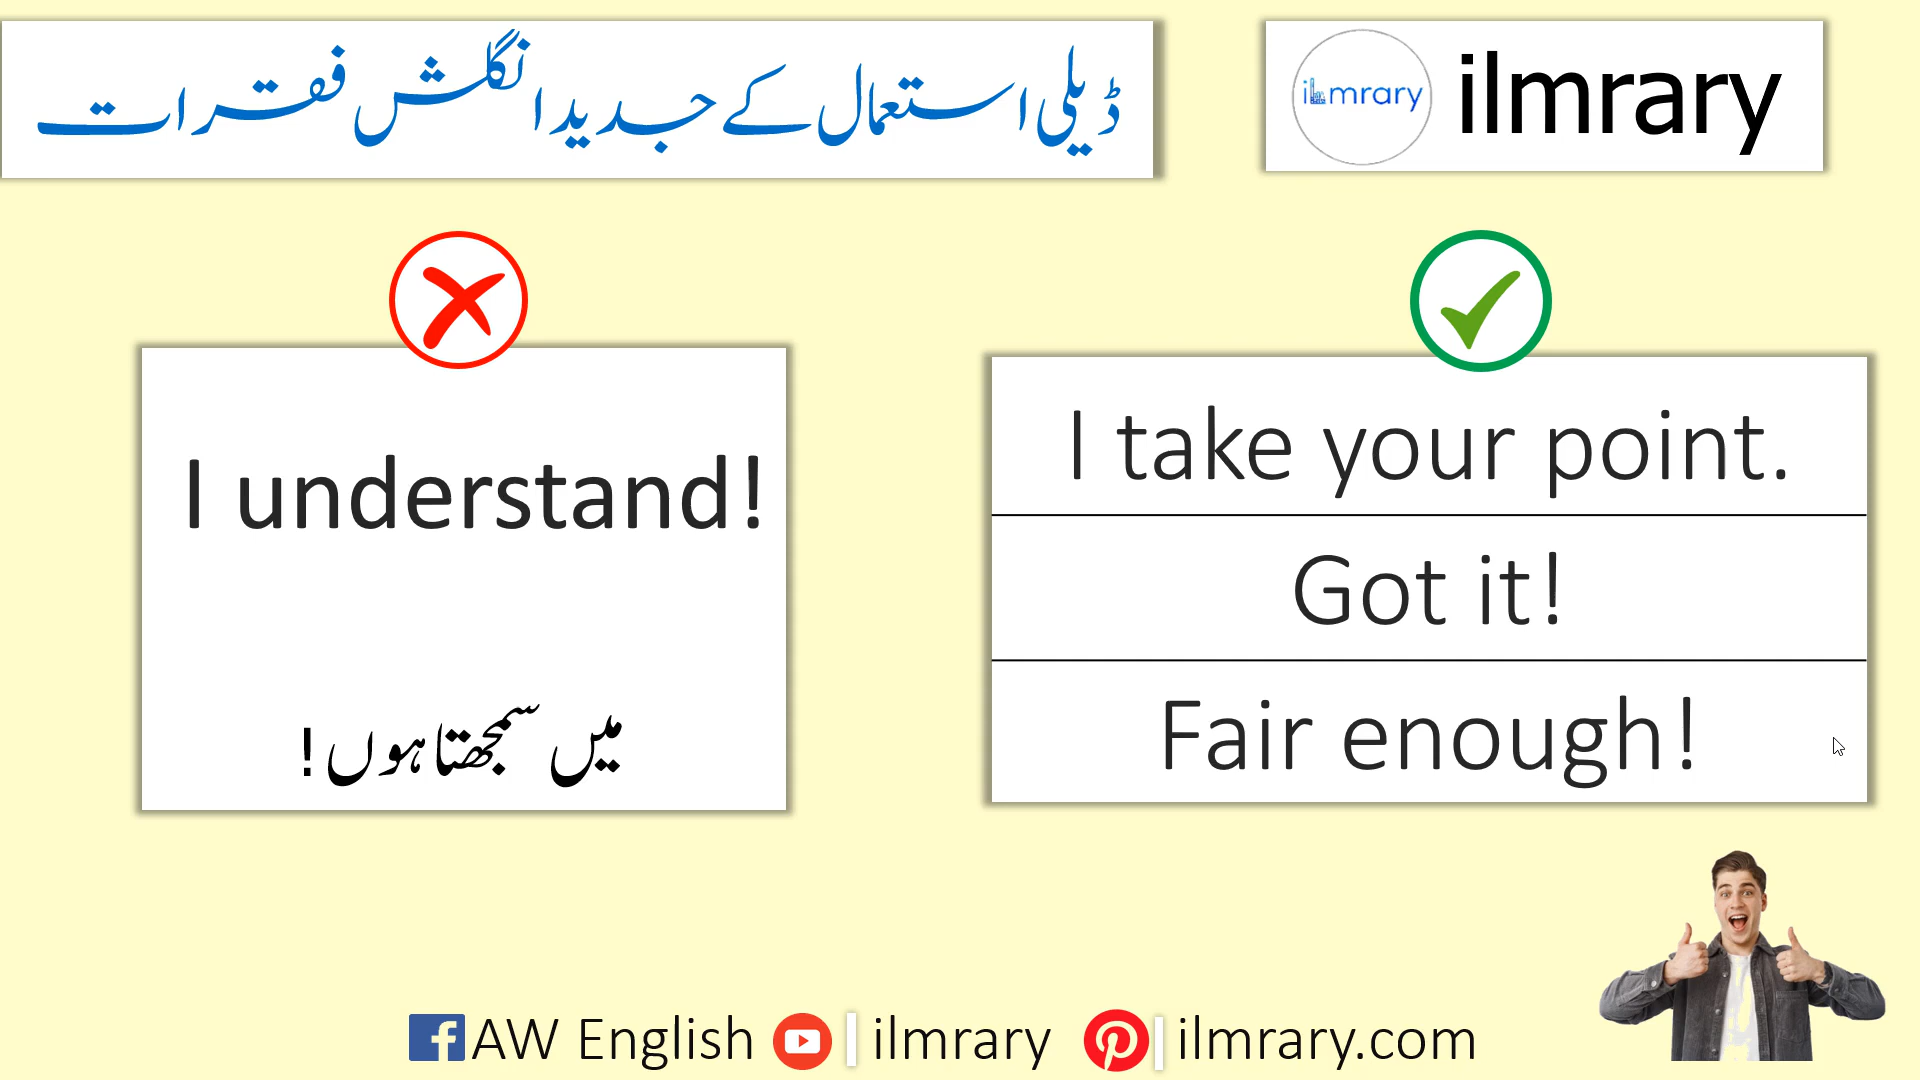 ڈیلی استعمال کے جدید انگلش فقرات
ilmrary
ilmrary
I understand!
میں سمجھتا ہوں!
I take your point.
Got it!
Fair enough!
AW English | ilmrary | ilmrary.com